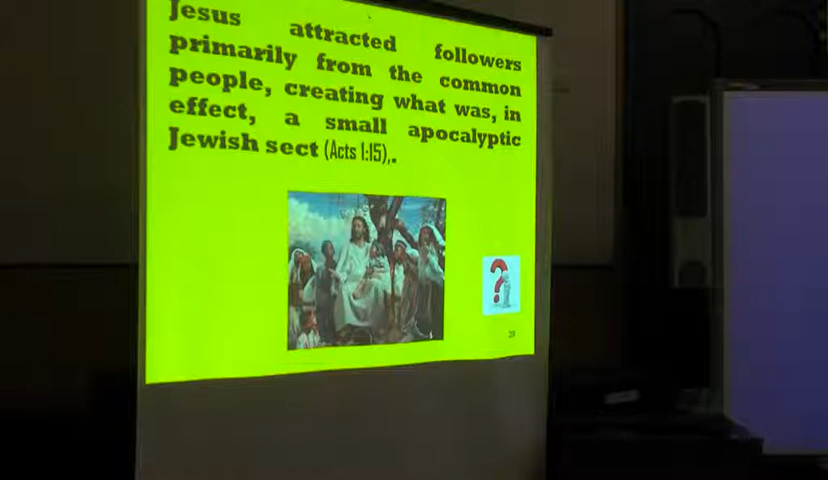 Jesus attracted followers
primarily from the common
people, creating what was, in
effect, a small apocalyptic
Jewish sect (Acts 1:15),.
?